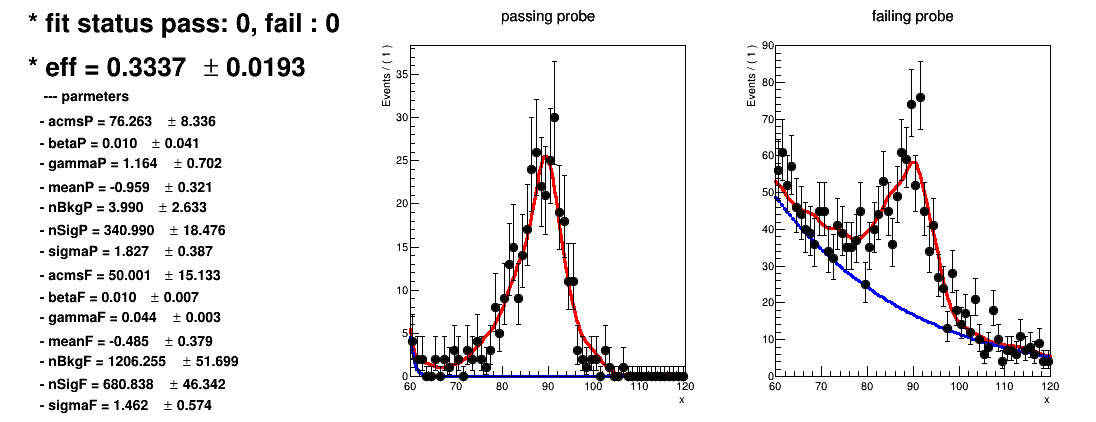 * fit status pass: 0, fail : 0
* eff = 0.3337 ± 0.0193
--- parmeters
- acmsP = 76.263 ± 8.336
- betaP = 0.010 ± 0.041
- gammaP = 1.164 ± 0.702
- meanP = -0.959 ± 0.321
- nBkgP = 3.990 ± 2.633
- nSigP = 340.990 ± 18.476
- sigmaP = 1.827 ± 0.387
- acmsF = 50.001 ± 15.133
- betaF = 0.010 ± 0.007
- gammaF = 0.044 ± 0.003
- meanF = -0.485 ± 0.379
- nBkgF = 1206.255 ± 51.699
- nSigF = 680.838 ± 46.342
- sigmaF = 1.462 ± 0.574
passing probe
Events / ( 1 )
35
30
25
20
15
10
5
0
60 70 80 90 100 110 120
x
failing probe
Events / ( 1 )
90
80
70
60
50
40
30
20
10
0
60 70 80 90 100 110 120
x